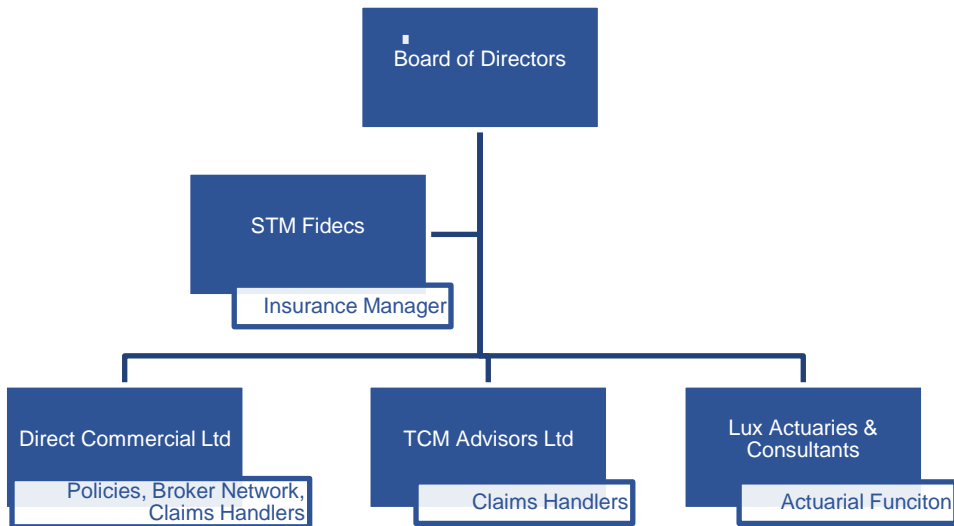 Board of Directors
STM Fidecs
Insurance Manager
Direct Commercial Ltd
Policies, Broker Network,
Claims Handlers
TCM Advisors Ltd
Claims Handlers
Lux Actuaries &
Consultants
Actuarial Funciton